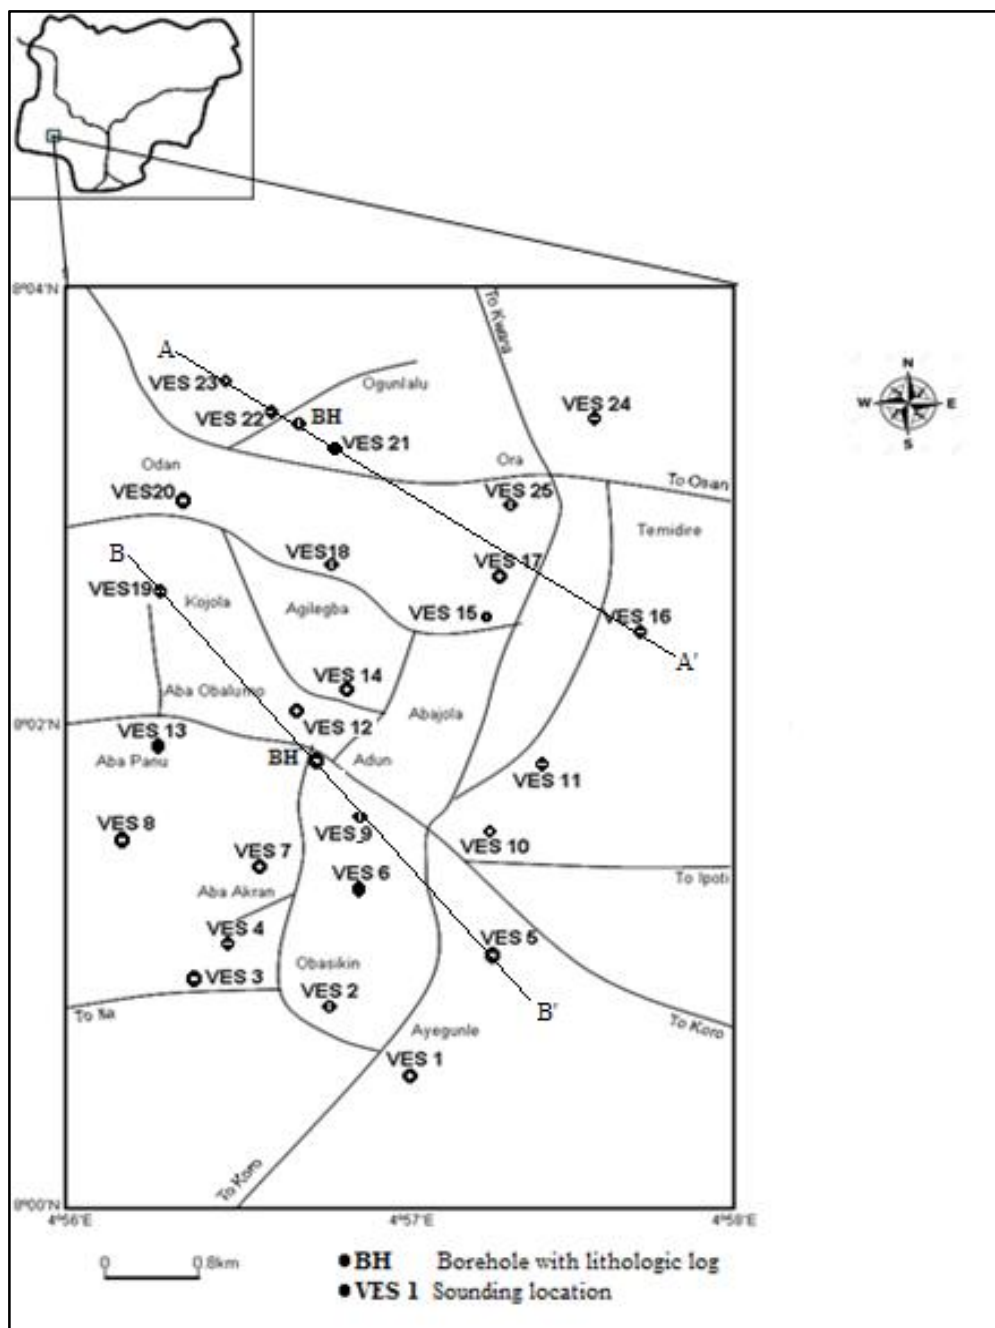 8°04'N
To Kwara
N
W E
S
A
VES 23
Ogunlalu
VES 22
BH
VES 24
VES 21
Odan
Ora
To Osan
VES20
VES 25
Temidire
B
VES18
VES 17
VES19
Kojola
Agilegba
VES 15
VES 16
A'
VES 14
Aba Obalumo
Abajola
8°02'N
VES 12
VES 13
Aba Panu
BH
Adun
VES 11
VES 8
VES 9
VES 10
VES 7
VES 6
To Ipoti
Aba Akran
VES 4
VES 5
Obasikin
VES 3
VES 2
B'
To Ila
To Koro
Ayegunle
VES 1
To Koro
8°00'N
4°56'E 4°57'E 4°58'E
0 0.8km
BH Borehole with lithologic log
VES 1 Sounding location